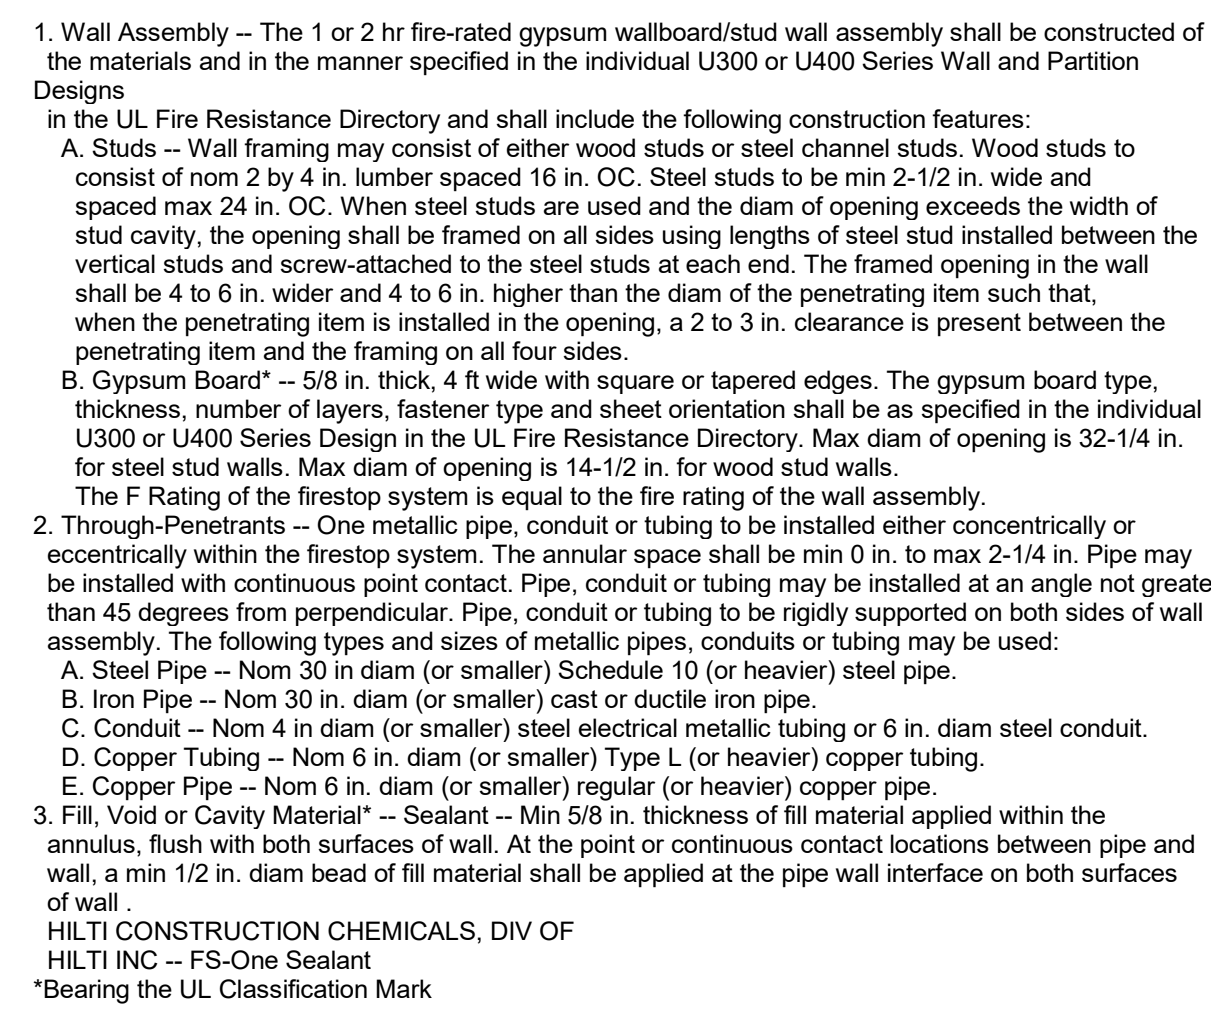 1. Wall Assembly -- The 1 or 2 hr fire-rated gypsum wallboard/stud wall assembly shall be constructed of
the materials and in the manner specified in the individual U300 or U400 Series Wall and Partition
Designs
in the UL Fire Resistance Directory and shall include the following construction features:
A. Studs -- Wall framing may consist of either wood studs or steel channel studs. Wood studs to
consist of nom 2 by 4 in. lumber spaced 16 in. OC. Steel studs to be min 2-1/2 in. wide and
spaced max 24 in. OC. When steel studs are used and the diam of opening exceeds the width of
stud cavity, the opening shall be framed on all sides using lengths of steel stud installed between the
vertical studs and screw-attached to the steel studs at each end. The framed opening in the wall
shall be 4 to 6 in. wider and 4 to 6 in. higher than the diam of the penetrating item such that,
when the penetrating item is installed in the opening, a 2 to 3 in. clearance is present between the
penetrating item and the framing on all four sides.
B. Gypsum Board* -- 5/8 in. thick, 4 ft wide with square or tapered edges. The gypsum board type,
thickness, number of layers, fastener type and sheet orientation shall be as specified in the individual
U300 or U400 Series Design in the UL Fire Resistance Directory. Max diam of opening is 32-1/4 in.
for steel stud walls. Max diam of opening is 14-1/2 in. for wood stud walls.
The F Rating of the firestop system is equal to the fire rating of the wall assembly.
2. Through-Penetrants -- One metallic pipe, conduit or tubing to be installed either concentrically or
eccentrically within the firestop system. The annular space shall be min 0 in. to max 2-1/4 in. Pipe may
be installed with continuous point contact. Pipe, conduit or tubing may be installed at an angle not greate
than 45 degrees from perpendicular. Pipe, conduit or tubing to be rigidly supported on both sides of wall
assembly. The following types and sizes of metallic pipes, conduits or tubing may be used:
A. Steel Pipe -- Nom 30 in diam (or smaller) Schedule 10 (or heavier) steel pipe.
B. Iron Pipe -- Nom 30 in. diam (or smaller) cast or ductile iron pipe.
C. Conduit -- Nom 4 in diam (or smaller) steel electrical metallic tubing or 6 in. diam steel conduit.
D. Copper Tubing -- Nom 6 in. diam (or smaller) Type L (or heavier) copper tubing.
E. Copper Pipe -- Nom 6 in. diam (or smaller) regular (or heavier) copper pipe.
3. Fill, Void or Cavity Material* -- Sealant -- Min 5/8 in. thickness of fill material applied within the
annulus, flush with both surfaces of wall. At the point or continuous contact locations between pipe and
wall, a min 1/2 in. diam bead of fill material shall be applied at the pipe wall interface on both surfaces
of wall .
HILTI CONSTRUCTION CHEMICALS, DIV OF
HILTI INC -- FS-One Sealant
*Bearing the UL Classification Mark